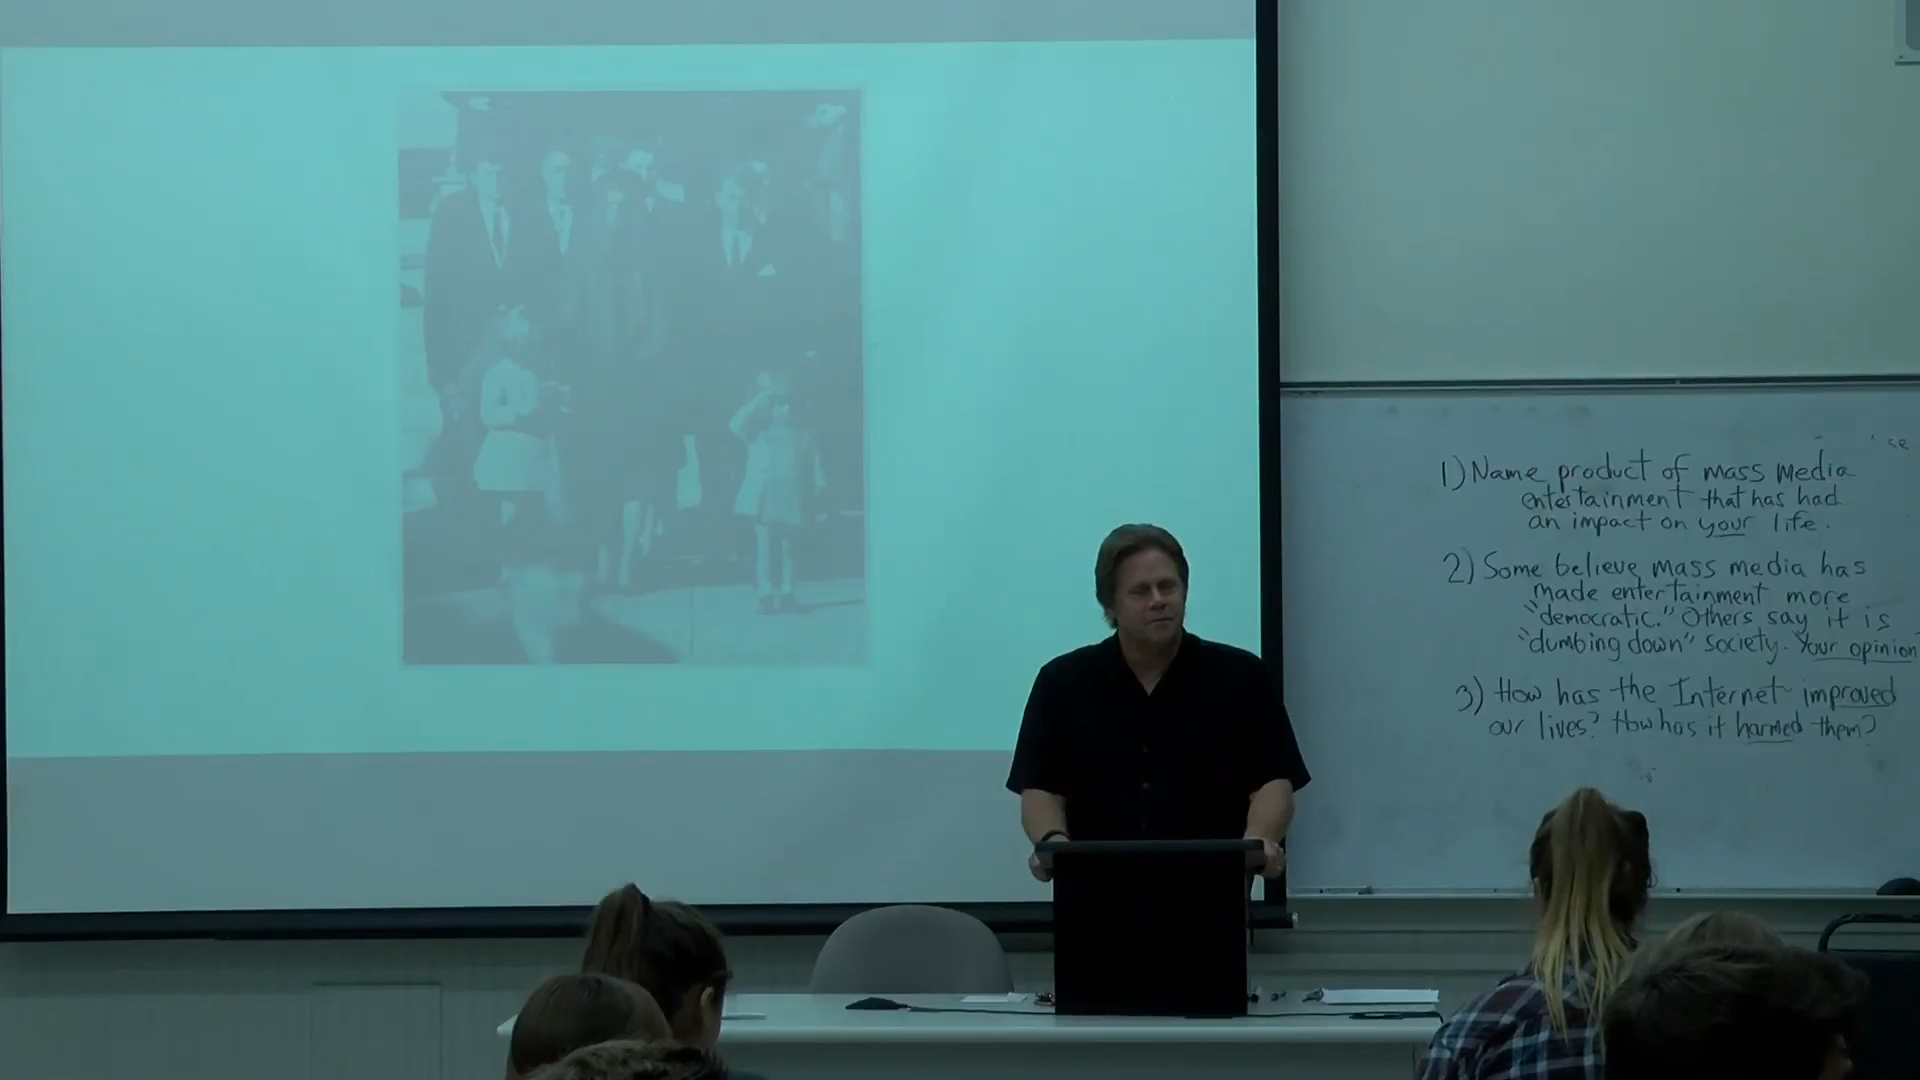 1) Name product of mass media
entertainment that has had
an impact on your life.
2) Some believe mass media has
made entertainment more
"democratic." Others say it is
"dumbing down" society. Your opinion
3) How has the Internet improved
our lives? How has it harmed them?